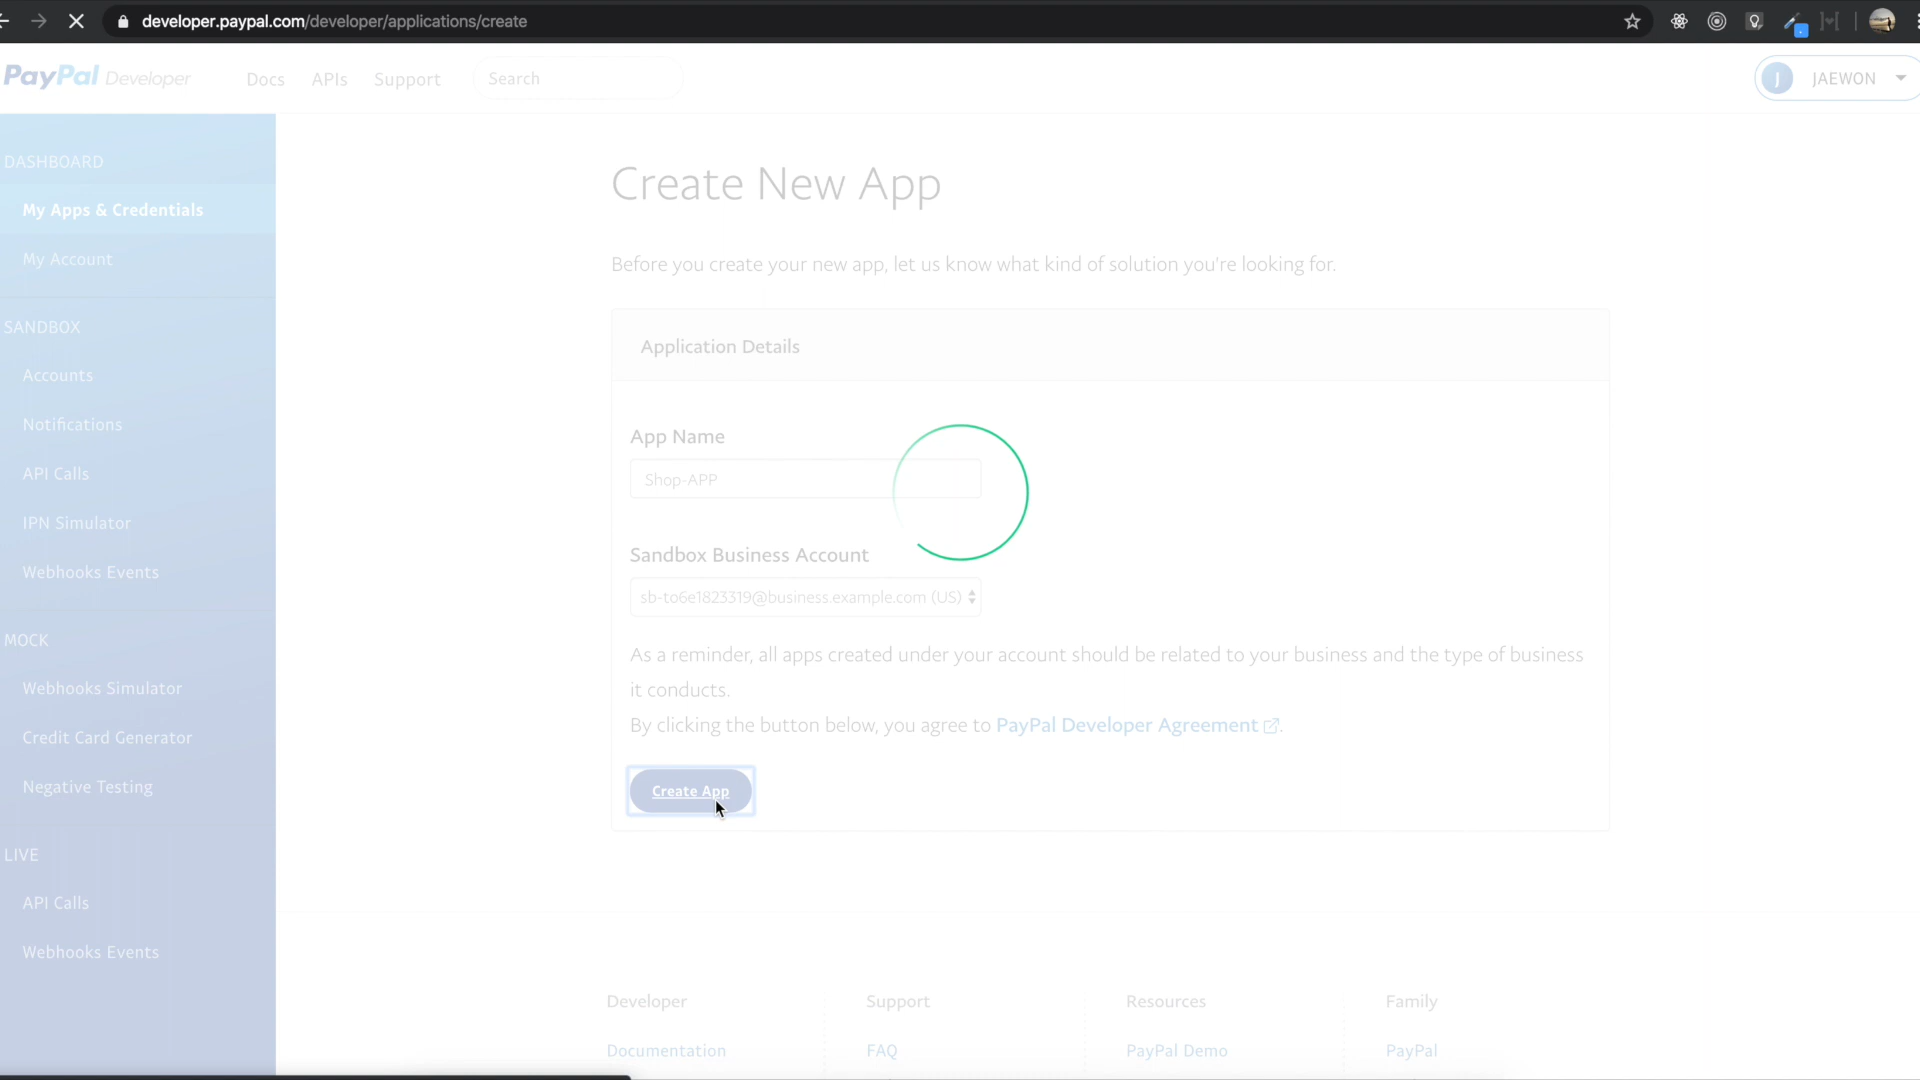 developer.paypal.com/developer/applications/create
PayPal Developer
Docs
APIs
Support
Search
J
JAEWON
DASHBOARD
My Apps & Credentials
My Account
SANDBOX
Accounts
Notifications
API Calls
IPN Simulator
Webhooks Events
MOCK
Webhooks Simulator
Credit Card Generator
Negative Testing
LIVE
API Calls
Webhooks Events
Create New App
Before you create your new app, let us know what kind of solution you're looking for.
Application Details
App Name
Shop-APP
Sandbox Business Account
sb-to6e1823319@business.example.com (US)
As a reminder, all apps created under your account should be related to your business and the type of business
it conducts.
By clicking the button below, you agree to PayPal Developer Agreement.
Create App
Developer
Support
Resources
Family
Documentation
FAQ
PayPal Demo
PayPal